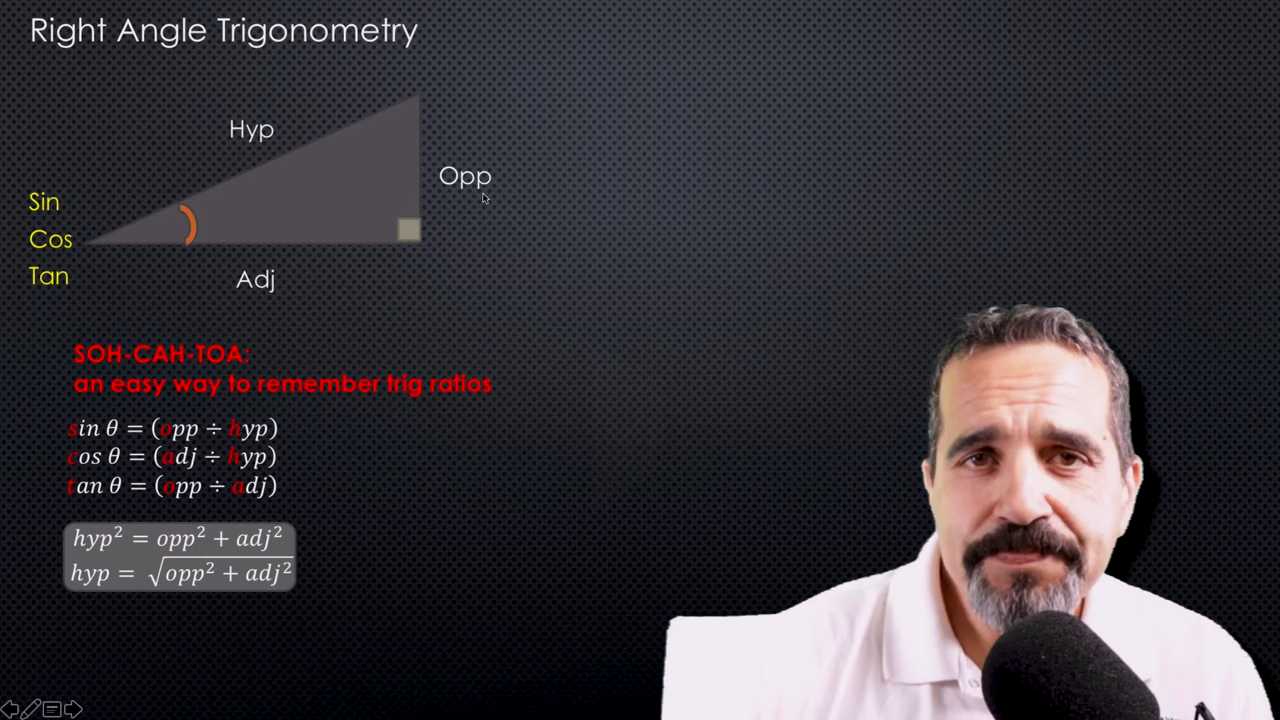 Right Angle Trigonometry
Hyp
Opp
Sin
Cos
Tan
Adj
SOH-CAH-TOA:
an easy way to remember trig ratios
sin θ = (opp ÷ hyp)
cos θ = (adj ÷ hyp)
tan θ = (opp ÷ adj)
hyp² = opp² + adj²
hyp = √(opp² + adj²)